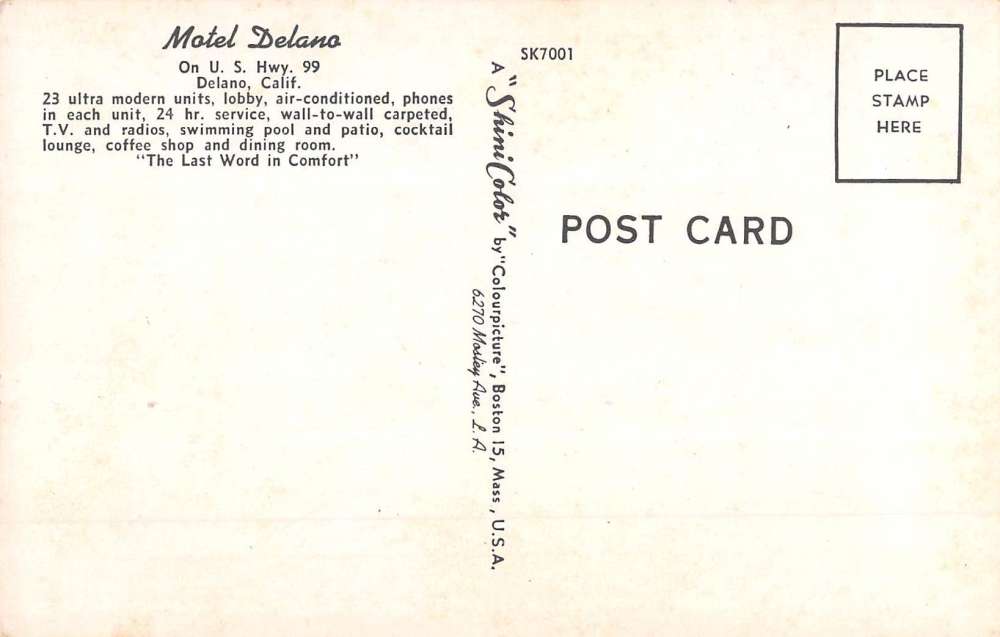 Motel Delano
On U. S. Hwy. 99
Delano, Calif.
23 ultra modern units, lobby, air-conditioned, phones
in each unit, 24 hr. service, wall-to-wall carpeted,
T.V. and radios, swimming pool and patio, cocktail
lounge, coffee shop and dining room.
"The Last Word in Comfort"
SK7001
A "ShiniColor" by "Colourpicture", Boston 15, Mass., U.S.A.
6270 Mosley Ave., L.A.
PLACE
STAMP
HERE
POST CARD